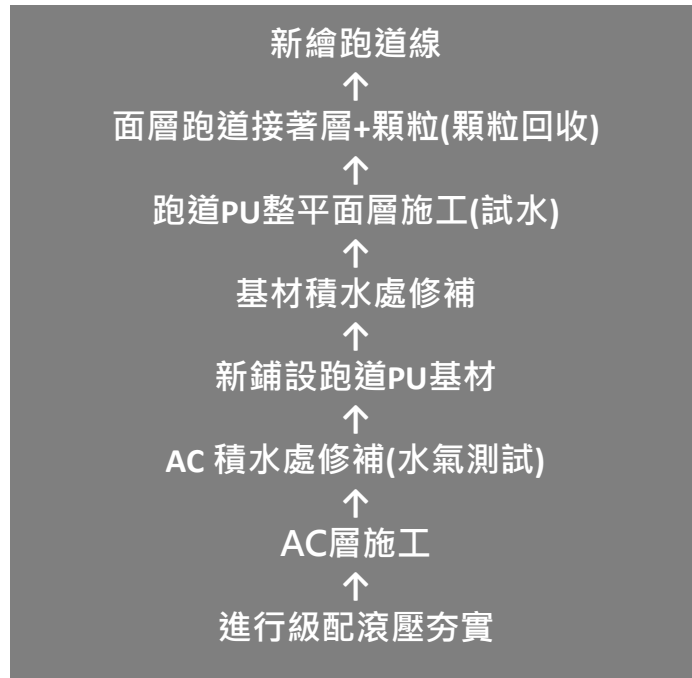 新繪跑道線
↑
面層跑道接著層+顆粒(顆粒回收)
↑
跑道PU整平面層施工(試水)
↑
基材積水處修補
↑
新鋪設跑道PU基材
↑
AC 積水處修補(水氣測試)
↑
AC層施工
↑
進行級配滾壓夯實